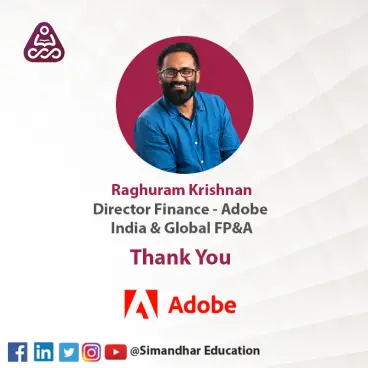 Raghuram Krishnan
Director Finance - Adobe
India & Global FP&A
Thank You
Adobe
@Simandhar Education